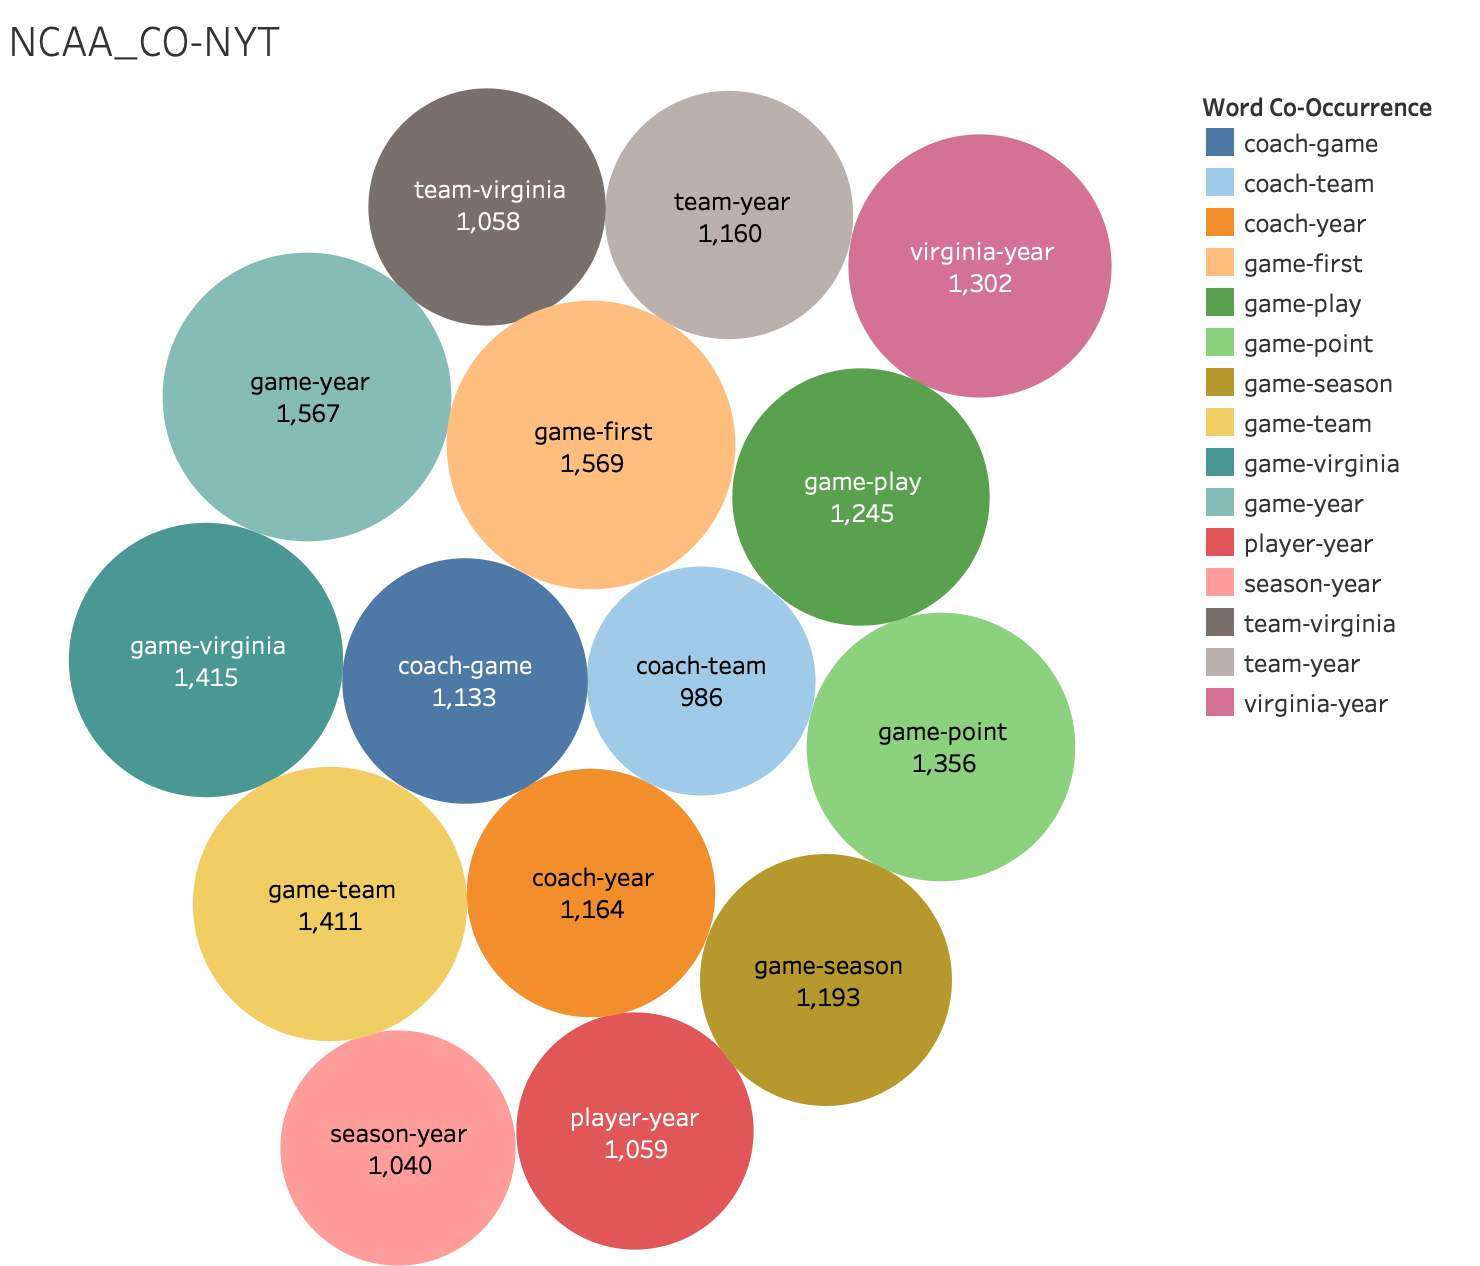 NCAA_CO-NYT
team-virginia
1,058
team-year
1,160
virginia-year
1,302
game-year
1,567
game-first
1,569
game-play
1,245
game-virginia
1,415
coach-game
1,133
coach-team
986
game-point
1,356
game-team
1,411
coach-year
1,164
game-season
1,193
season-year
1,040
player-year
1,059
Word Co-Occurrence
coach-game
coach-team
coach-year
game-first
game-play
game-point
game-season
game-team
game-virginia
game-year
player-year
season-year
team-virginia
team-year
virginia-year